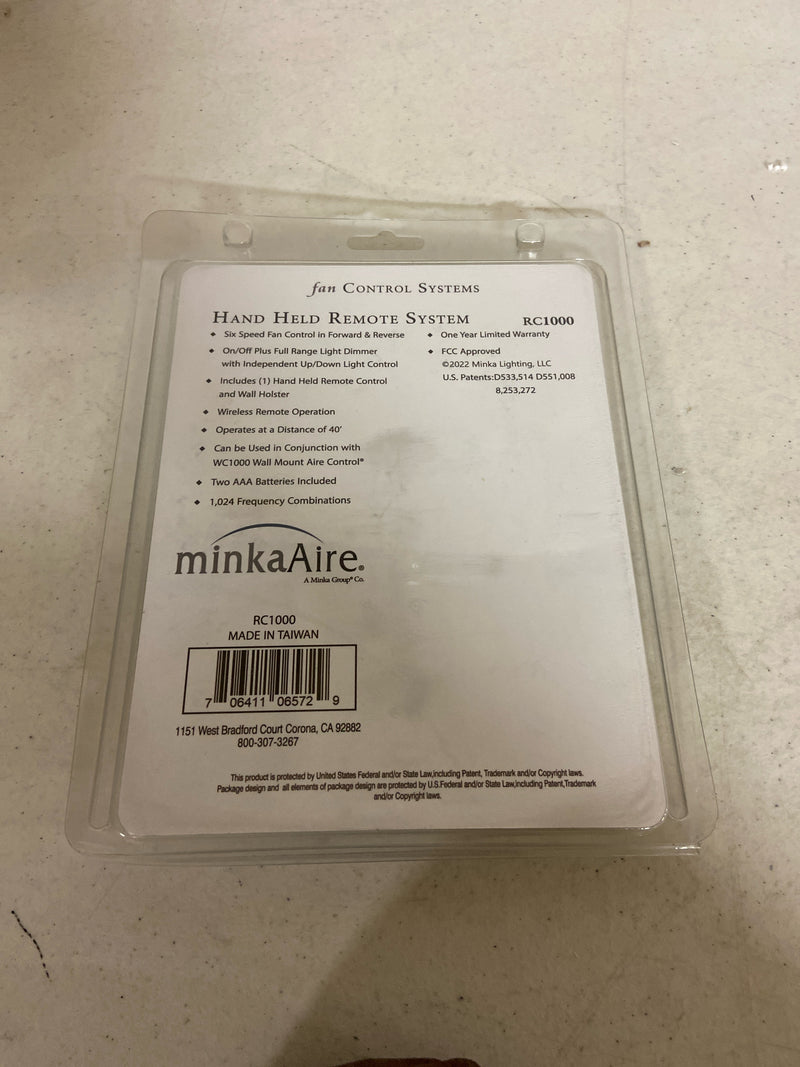 fan CONTROL SYSTEMS
HAND HELD REMOTE SYSTEM RC1000
◆ Six Speed Fan Control in Forward & Reverse
◆ On/Off Plus Full Range Light Dimmer
with Independent Up/Down Light Control
◆ Includes (1) Hand Held Remote Control
and Wall Holster
◆ Wireless Remote Operation
◆ Operates at a Distance of 40'
◆ Can be Used in Conjunction with
WC1000 Wall Mount Aire Control®
◆ Two AAA Batteries Included
◆ 1,024 Frequency Combinations
◆ One Year Limited Warranty
◆ FCC Approved
©2022 Minka Lighting, LLC
U.S. Patents:D533,514 D551,008
8,253,272
minkaAire®
A Minka Group® Co.
RC1000
MADE IN TAIWAN
7 06411 06572 9
1151 West Bradford Court Corona, CA 92882
800-307-3267
This product is protected by United States Federal and/or State Law,including Patent, Trademark and/or Copyright laws.
Package design and all elements of package design are protected by U.S.Federal and/or State Law,including Patent,Trademark
and/or Copyright laws.